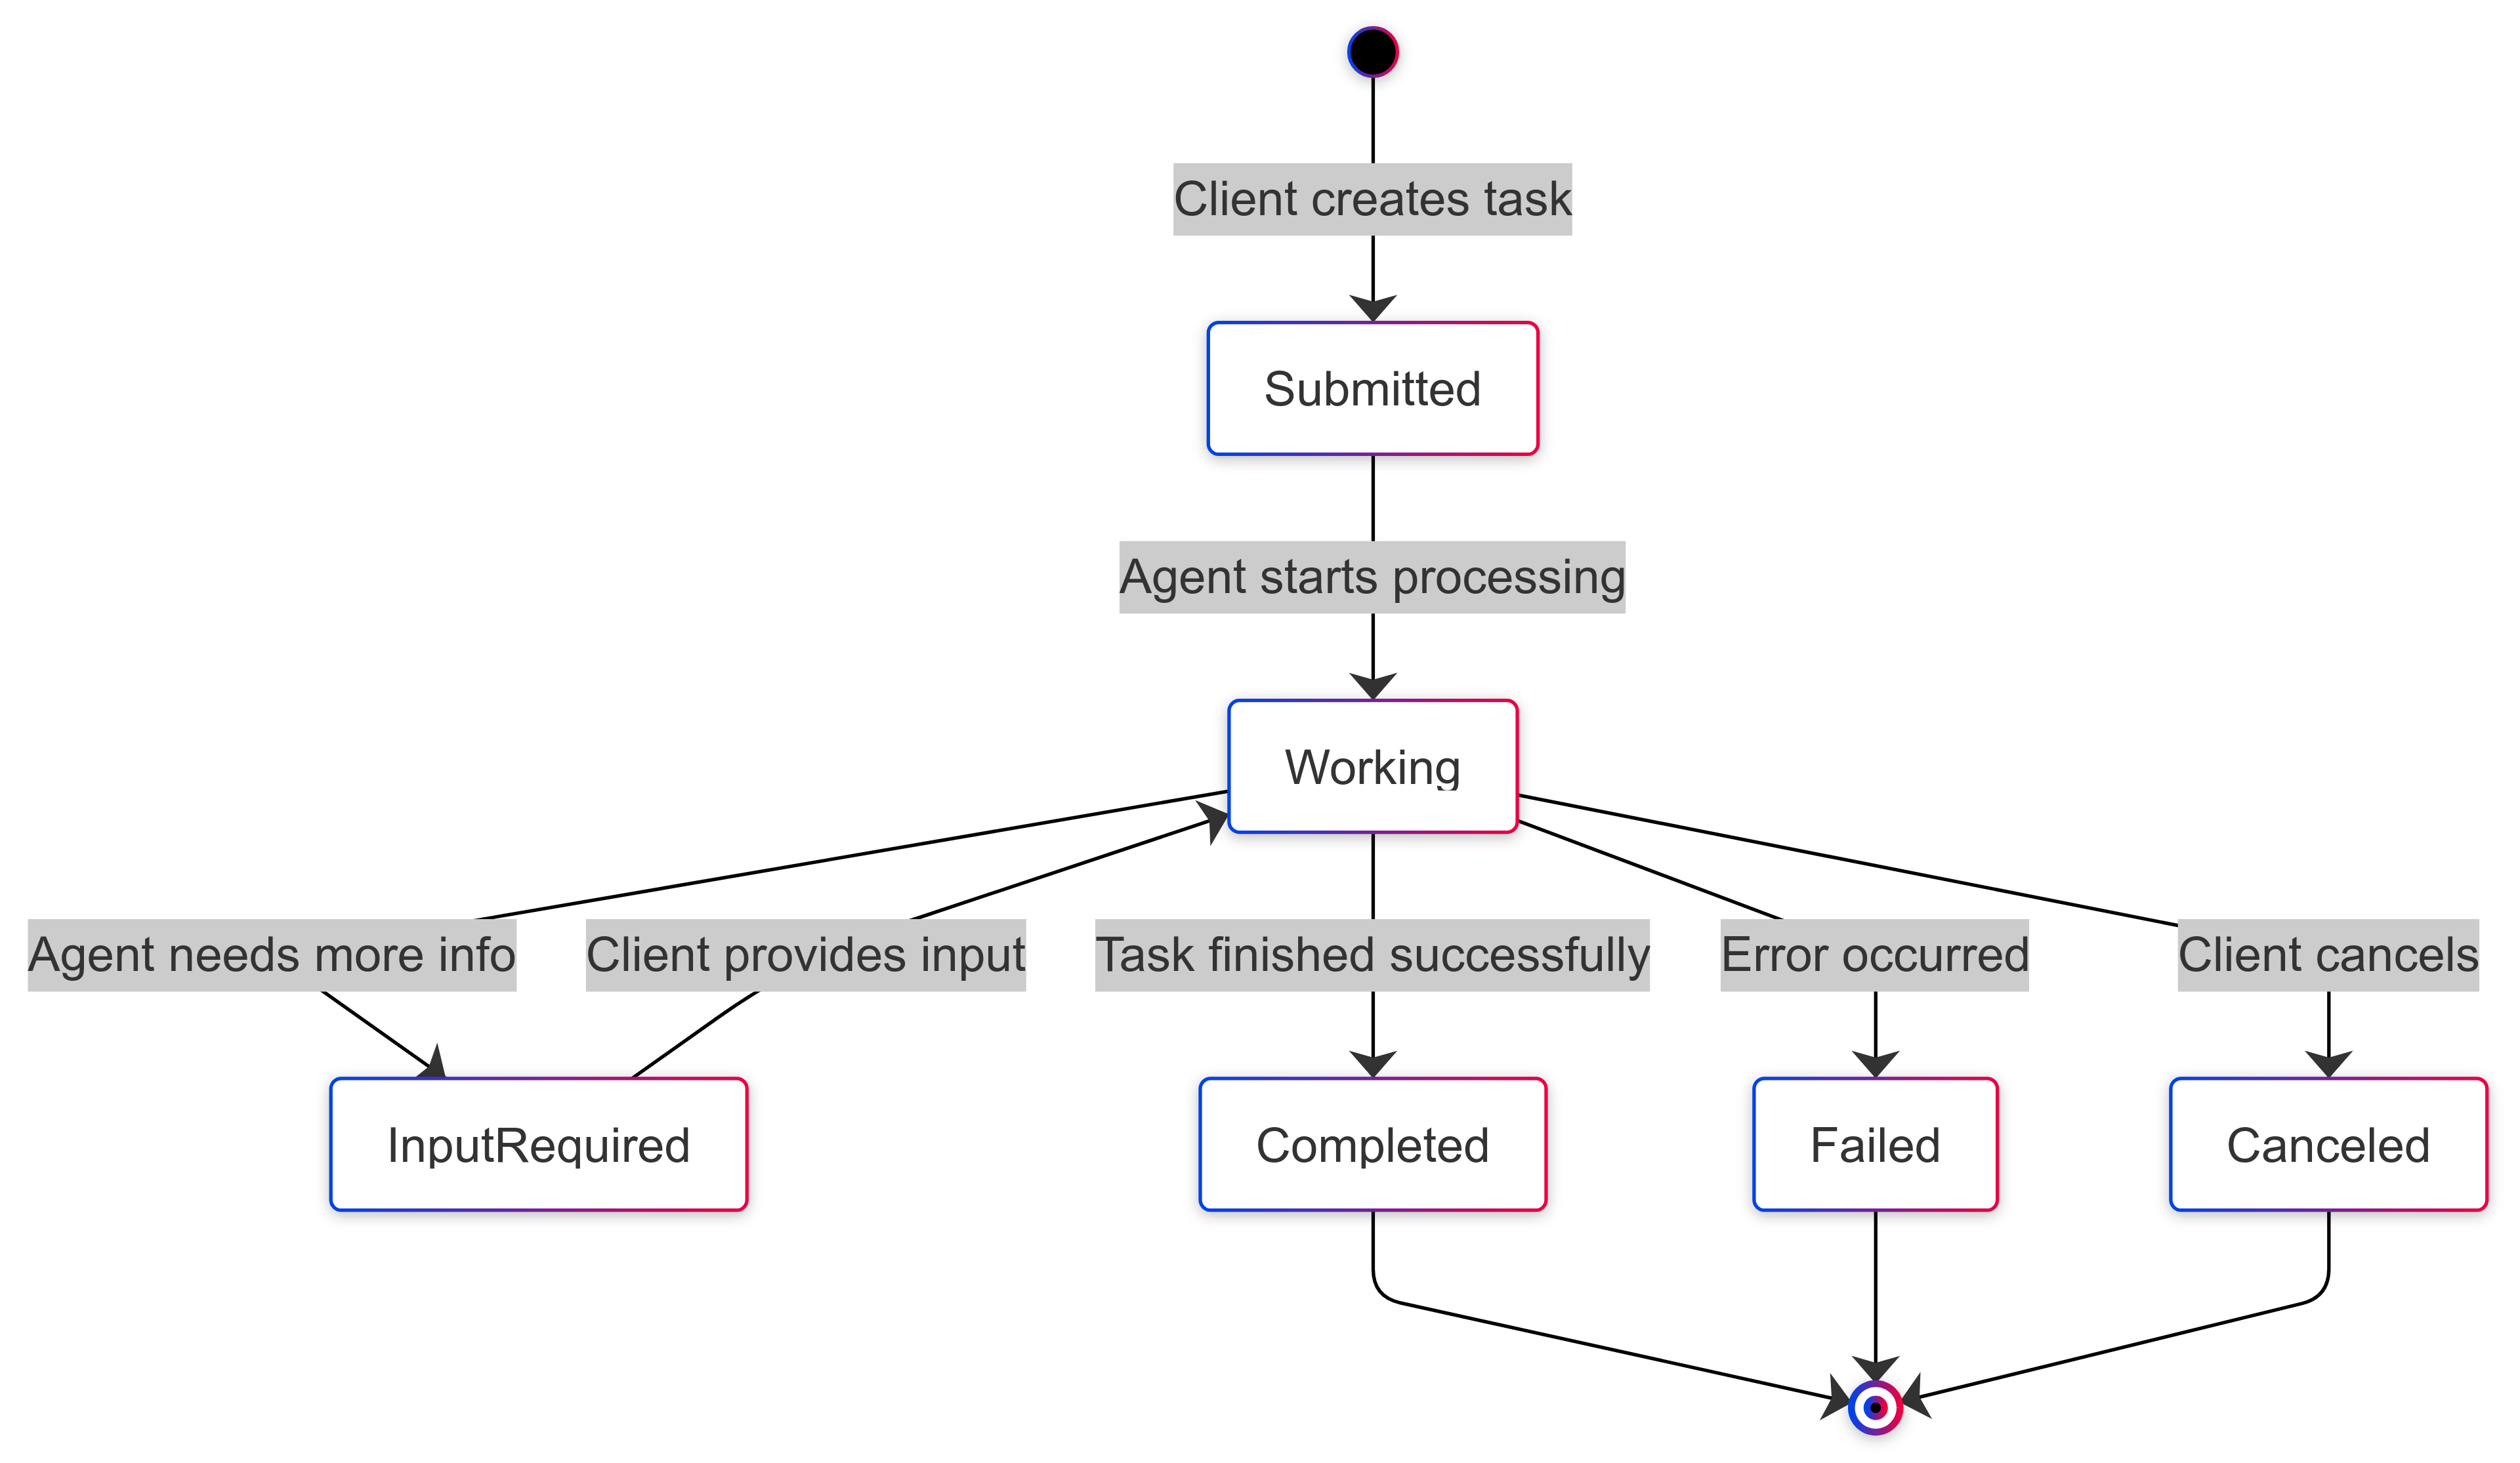 Client creates task
Submitted
Agent starts processing
Working
Agent needs more info
Client provides input
Task finished successfully
Error occurred
Client cancels
InputRequired
Completed
Failed
Canceled